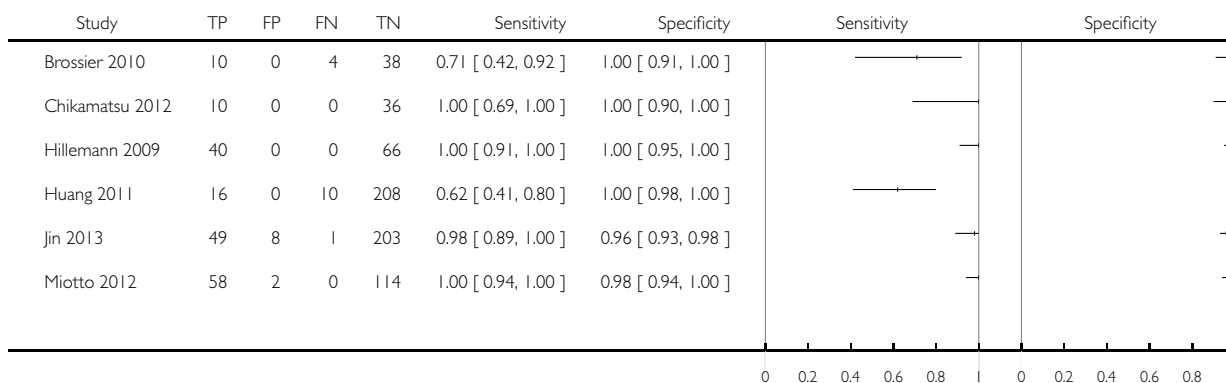 Study TP FP FN TN Sensitivity Specificity Sensitivity Specificity
Brossier 2010 10 0 4 38 0.71 [ 0.42, 0.92 ] 1.00 [ 0.91, 1.00 ]
Chikamatsu 2012 10 0 0 36 1.00 [ 0.69, 1.00 ] 1.00 [ 0.90, 1.00 ]
Hillemann 2009 40 0 0 66 1.00 [ 0.91, 1.00 ] 1.00 [ 0.95, 1.00 ]
Huang 2011 16 0 10 208 0.62 [ 0.41, 0.80 ] 1.00 [ 0.98, 1.00 ]
Jin 2013 49 8 1 203 0.98 [ 0.89, 1.00 ] 0.96 [ 0.93, 0.98 ]
Miotto 2012 58 2 0 114 1.00 [ 0.94, 1.00 ] 0.98 [ 0.94, 1.00 ]
0 0.2 0.4 0.6 0.8 1 0 0.2 0.4 0.6 0.8